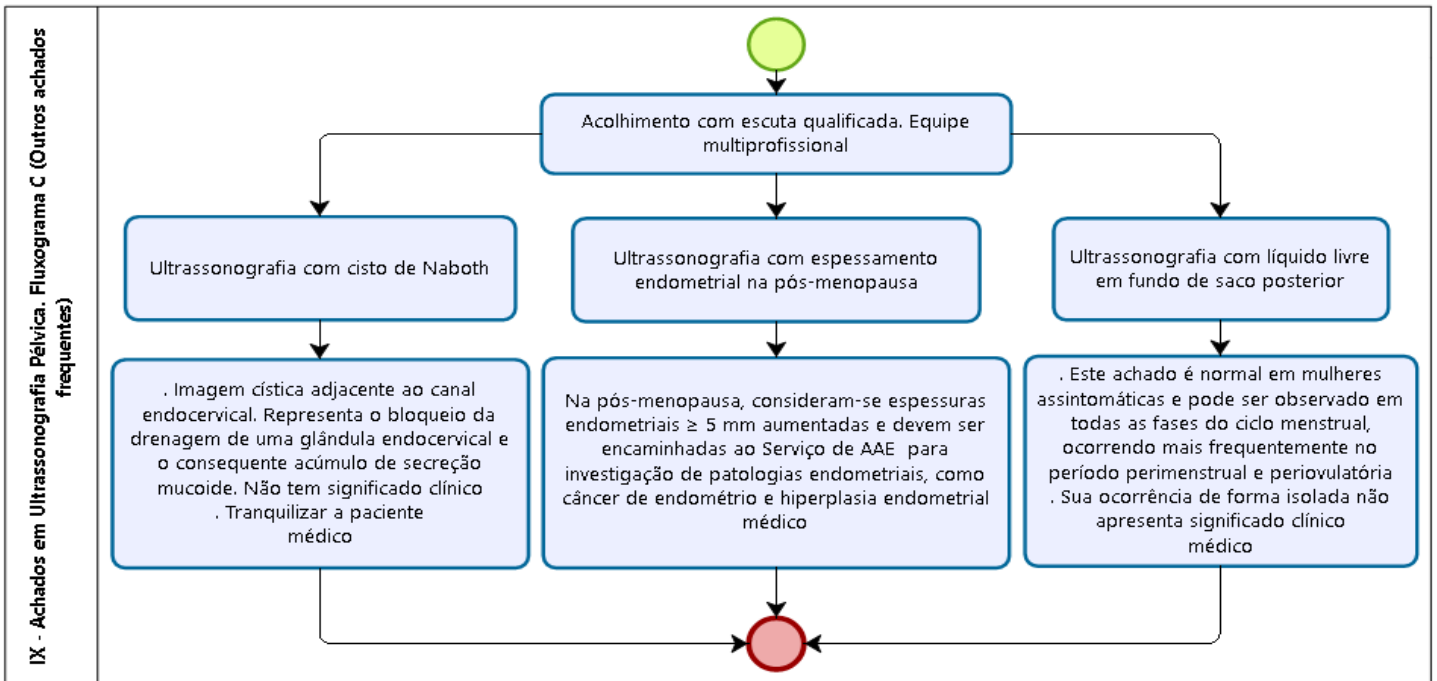 IX - Achados em Ultrassonografia Pélvica. Fluxograma C (Outros achados
frequentes)
Acolhimento com escuta qualificada. Equipe
multiprofissional
Ultrassonografia com cisto de Naboth
Ultrassonografia com espessamento
endometrial na pós-menopausa
Ultrassonografia com líquido livre
em fundo de saco posterior
. Imagem cística adjacente ao canal
endocervical. Representa o bloqueio da
drenagem de uma glândula endocervical e
o consequente acúmulo de secreção
mucoide. Não tem significado clínico
. Tranquilizar a paciente
médico
Na pós-menopausa, consideram-se espessuras
endometriais ≥ 5 mm aumentadas e devem ser
encaminhadas ao Serviço de AAE para
investigação de patologias endometriais, como
câncer de endométrio e hiperplasia endometrial
médico
. Este achado é normal em mulheres
assintomáticas e pode ser observado em
todas as fases do ciclo menstrual,
ocorrendo mais frequentemente no
período perimenstrual e periovulatória
. Sua ocorrência de forma isolada não
apresenta significado clínico
médico